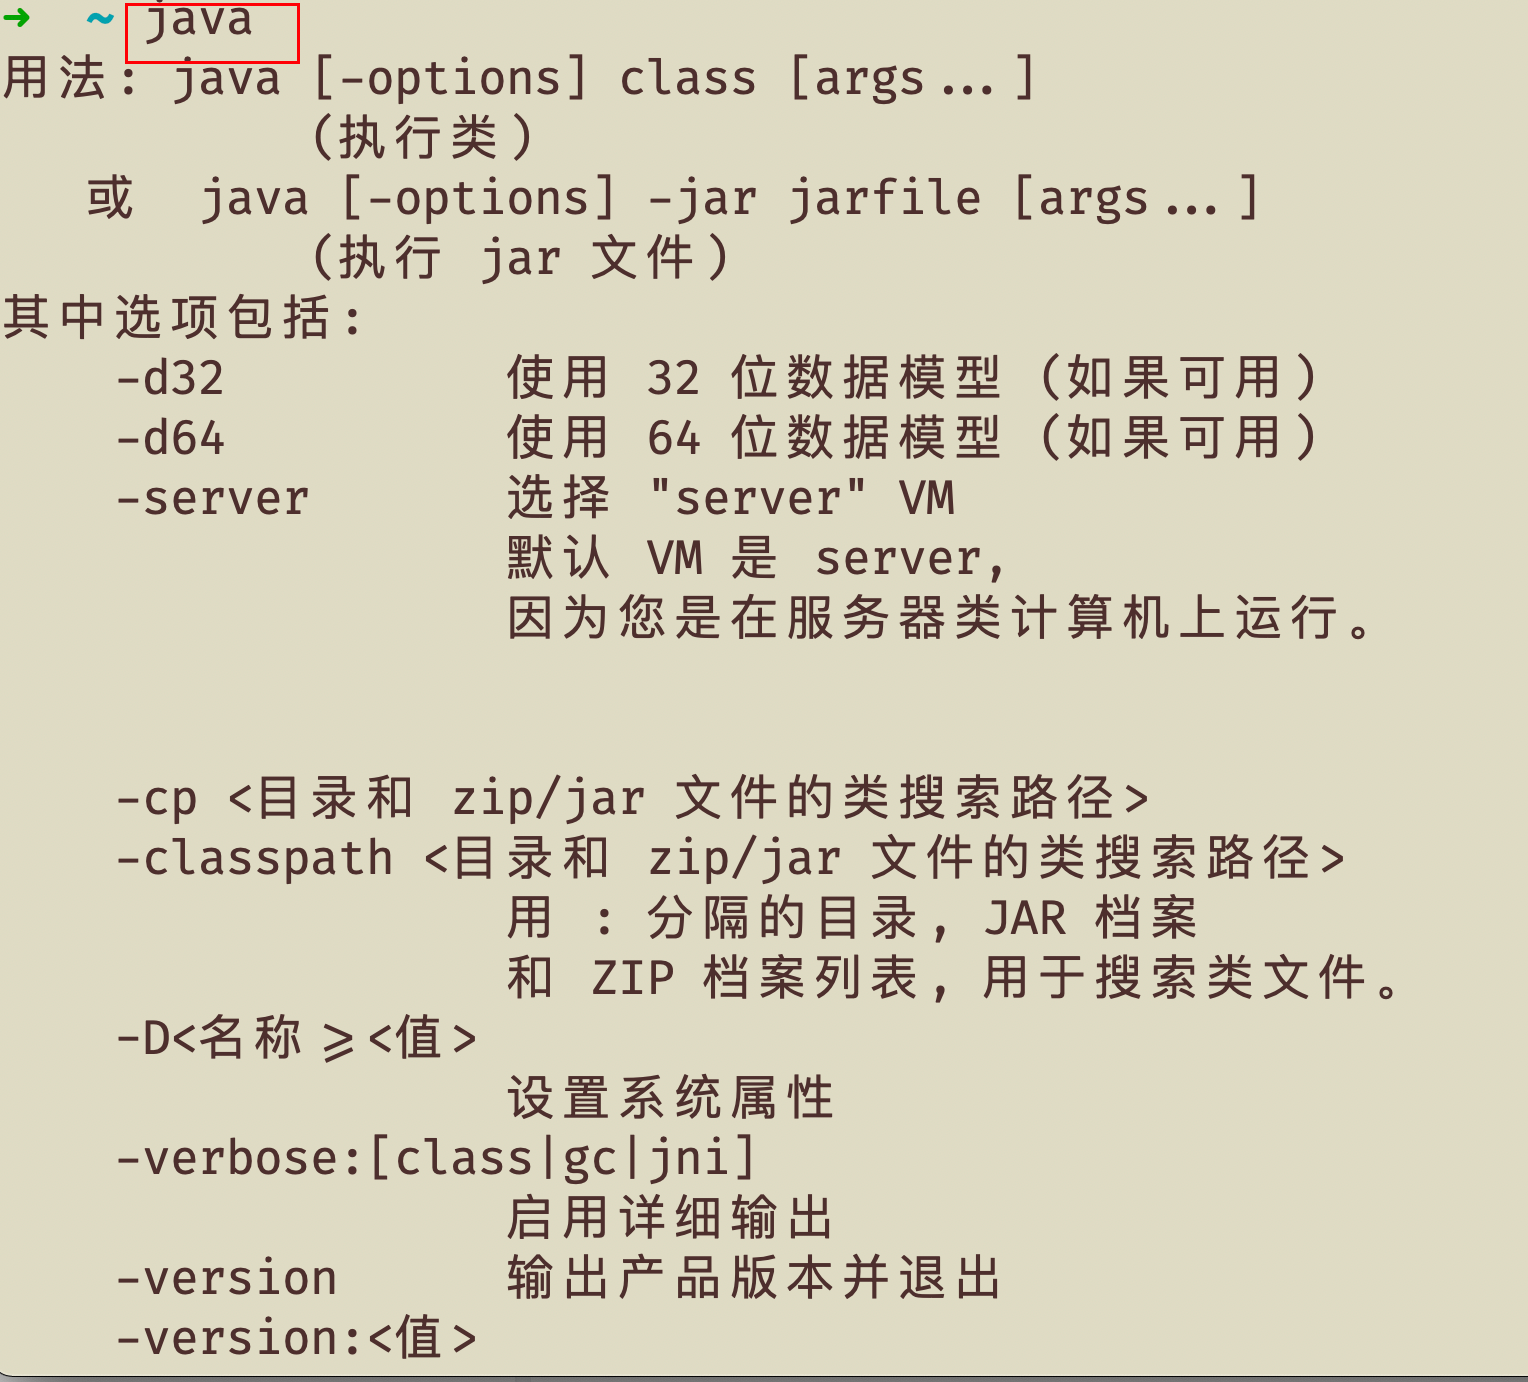 ➜  ~ java
用法: java [-options] class [args...]
           (执行类)
   或  java [-options] -jar jarfile [args...]
           (执行 jar 文件)
其中选项包括:
    -d32          使用 32 位数据模型 (如果可用)
    -d64          使用 64 位数据模型 (如果可用)
    -server       选择 "server" VM
                  默认 VM 是 server,
                  因为您是在服务器类计算机上运行。
    -cp <目录和 zip/jar 文件的类搜索路径>
    -classpath <目录和 zip/jar 文件的类搜索路径>
                  用 : 分隔的目录, JAR 档案
                  和 ZIP 档案列表, 用于搜索类文件。
    -D<名称>=<值>
                  设置系统属性
    -verbose:[class|gc|jni]
                  启用详细输出
    -version      输出产品版本并退出
    -version:<值>